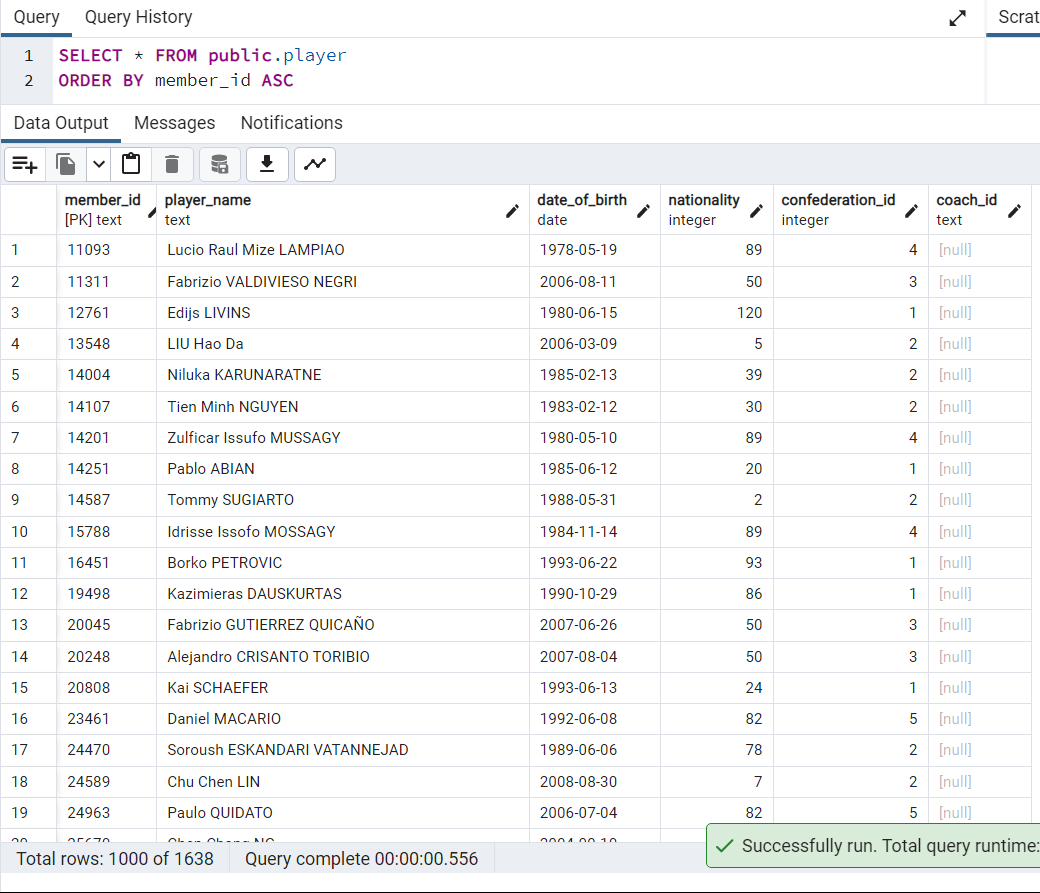 Query Query History Scrat
1 SELECT * FROM public.player
2 ORDER BY member_id ASC
Data Output Messages Notifications
member_id player_name date_of_birth nationality confederation_id coach_id
[PK] text text date integer integer text
1 11093 Lucio Raul Mize LAMPIAO 1978-05-19 89 4 [null]
2 11311 Fabrizio VALDIVIESO NEGRI 2006-08-11 50 3 [null]
3 12761 Edijs LIVINS 1980-06-15 120 1 [null]
4 13548 LIU Hao Da 2006-03-09 5 2 [null]
5 14004 Niluka KARUNARATNE 1985-02-13 39 2 [null]
6 14107 Tien Minh NGUYEN 1983-02-12 30 2 [null]
7 14201 Zulficar Issufo MUSSAGY 1980-05-10 89 4 [null]
8 14251 Pablo ABIAN 1985-06-12 20 1 [null]
9 14587 Tommy SUGIARTO 1988-05-31 2 2 [null]
10 15788 Idrisse Issofo MOSSAGY 1984-11-14 89 4 [null]
11 16451 Borko PETROVIC 1993-06-22 93 1 [null]
12 19498 Kazimieras DAUSKURTAS 1990-10-29 86 1 [null]
13 20045 Fabrizio GUTIERREZ QUICAÑO 2007-06-26 50 3 [null]
14 20248 Alejandro CRISANTO TORIBIO 2007-08-04 50 3 [null]
15 20808 Kai SCHAEFER 1993-06-13 24 1 [null]
16 23461 Daniel MACARIO 1992-06-08 82 5 [null]
17 24470 Soroush ESKANDARI VATANNEJAD 1989-06-06 78 2 [null]
18 24589 Chu Chen LIN 2008-08-30 7 2 [null]
19 24963 Paulo QUIDATO 2006-07-04 82 5 [null]
Total rows: 1000 of 1638 Query complete 00:00:00.556
Successfully run. Total query runtime: